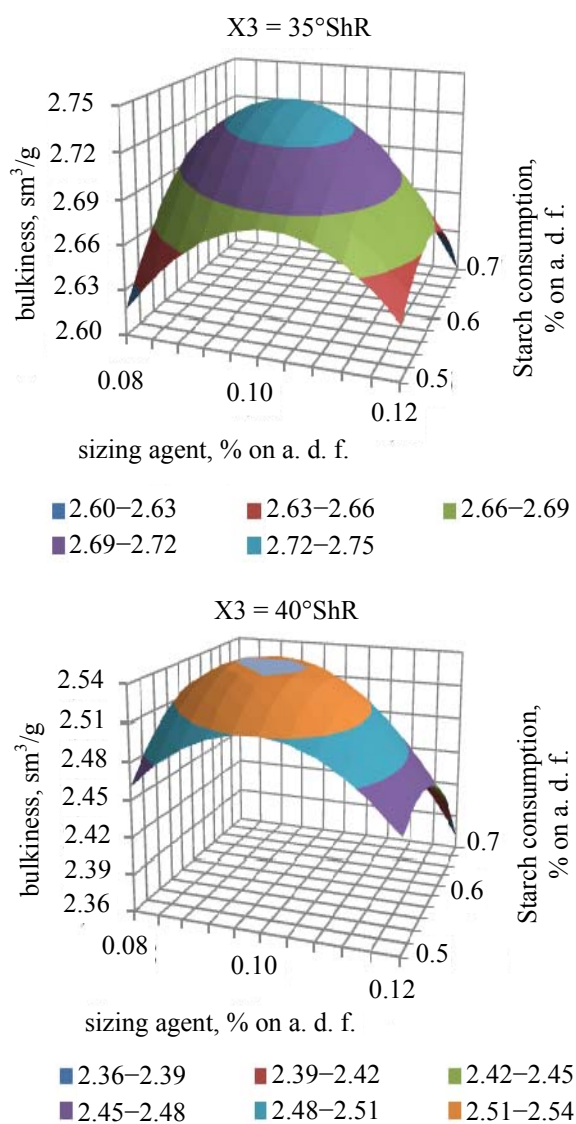 X3 = 35°ShR
2.75
2.72
2.69
2.66
2.63
2.60
bulkiness, sm³/g
0.08
0.10
0.12
sizing agent, % on a. d. f.
0.5
0.6
0.7
Starch consumption,
% on a. d. f.
2.60−2.63 2.63−2.66 2.66−2.69
2.69−2.72 2.72−2.75
X3 = 40°ShR
2.54
2.51
2.48
2.45
2.42
2.39
2.36
bulkiness, sm³/g
0.08
0.10
0.12
sizing agent, % on a. d. f.
0.5
0.6
0.7
Starch consumption,
% on a. d. f.
2.36−2.39 2.39−2.42 2.42−2.45
2.45−2.48 2.48−2.51 2.51−2.54